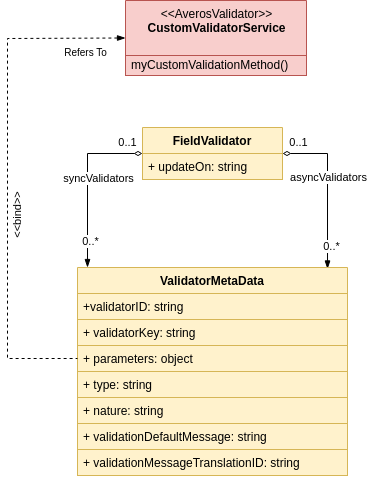 <<AverosValidator>>
CustomValidatorService
myCustomValidationMethod()
Refers To
<<bind>>
0..1
FieldValidator
0..1
+ updateOn: string
syncValidators
asyncValidators
0..*
0..*
ValidatorMetaData
+validatorID: string
+ validatorKey: string
+ parameters: object
+ type: string
+ nature: string
+ validationDefaultMessage: string
+ validationMessageTranslationID: string